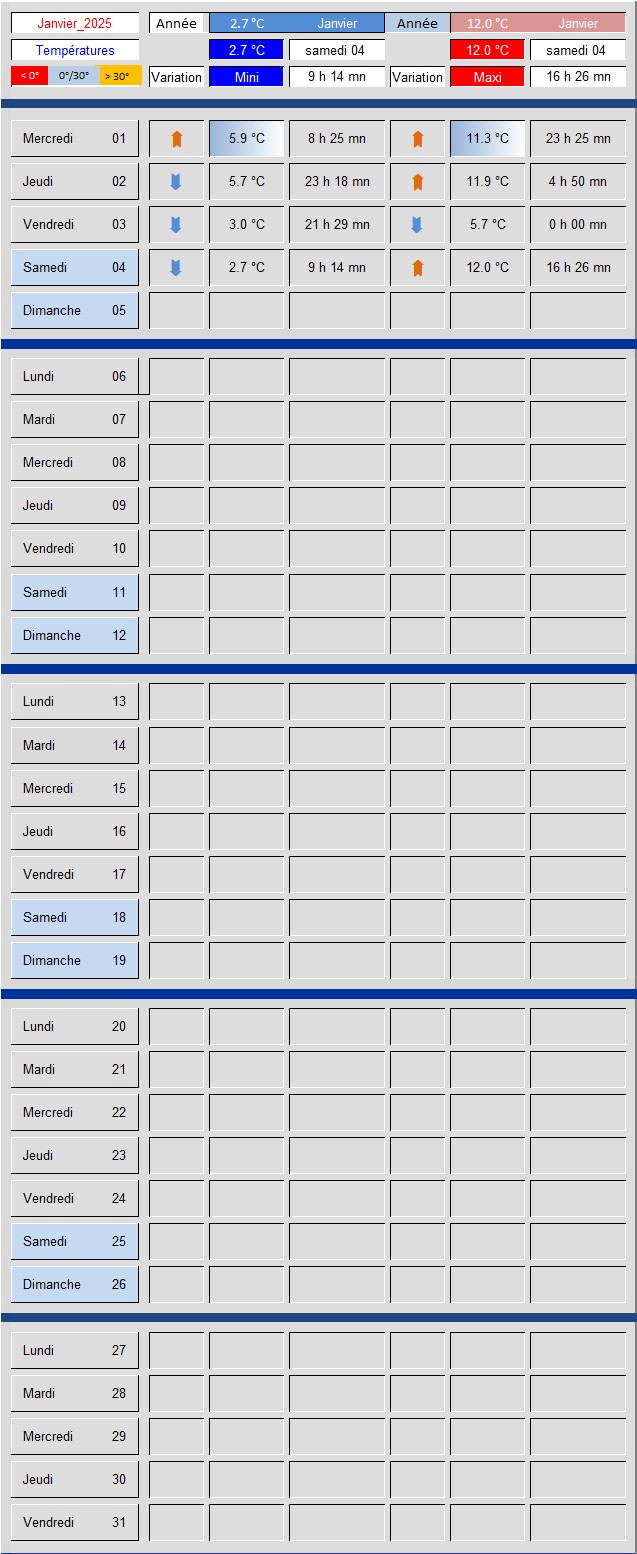 Janvier_2025 Année 2.7 °C Janvier Année 12.0 °C Janvier
Températures 2.7 °C samedi 04 12.0 °C samedi 04
< 0° 0°/30° > 30° Variation Mini 9 h 14 mn Variation Maxi 16 h 26 mn
Mercredi 01 5.9 °C 8 h 25 mn 11.3 °C 23 h 25 mn
Jeudi 02 5.7 °C 23 h 18 mn 11.9 °C 4 h 50 mn
Vendredi 03 3.0 °C 21 h 29 mn 5.7 °C 0 h 00 mn
Samedi 04 2.7 °C 9 h 14 mn 12.0 °C 16 h 26 mn
Dimanche 05
Lundi 06
Mardi 07
Mercredi 08
Jeudi 09
Vendredi 10
Samedi 11
Dimanche 12
Lundi 13
Mardi 14
Mercredi 15
Jeudi 16
Vendredi 17
Samedi 18
Dimanche 19
Lundi 20
Mardi 21
Mercredi 22
Jeudi 23
Vendredi 24
Samedi 25
Dimanche 26
Lundi 27
Mardi 28
Mercredi 29
Jeudi 30
Vendredi 31